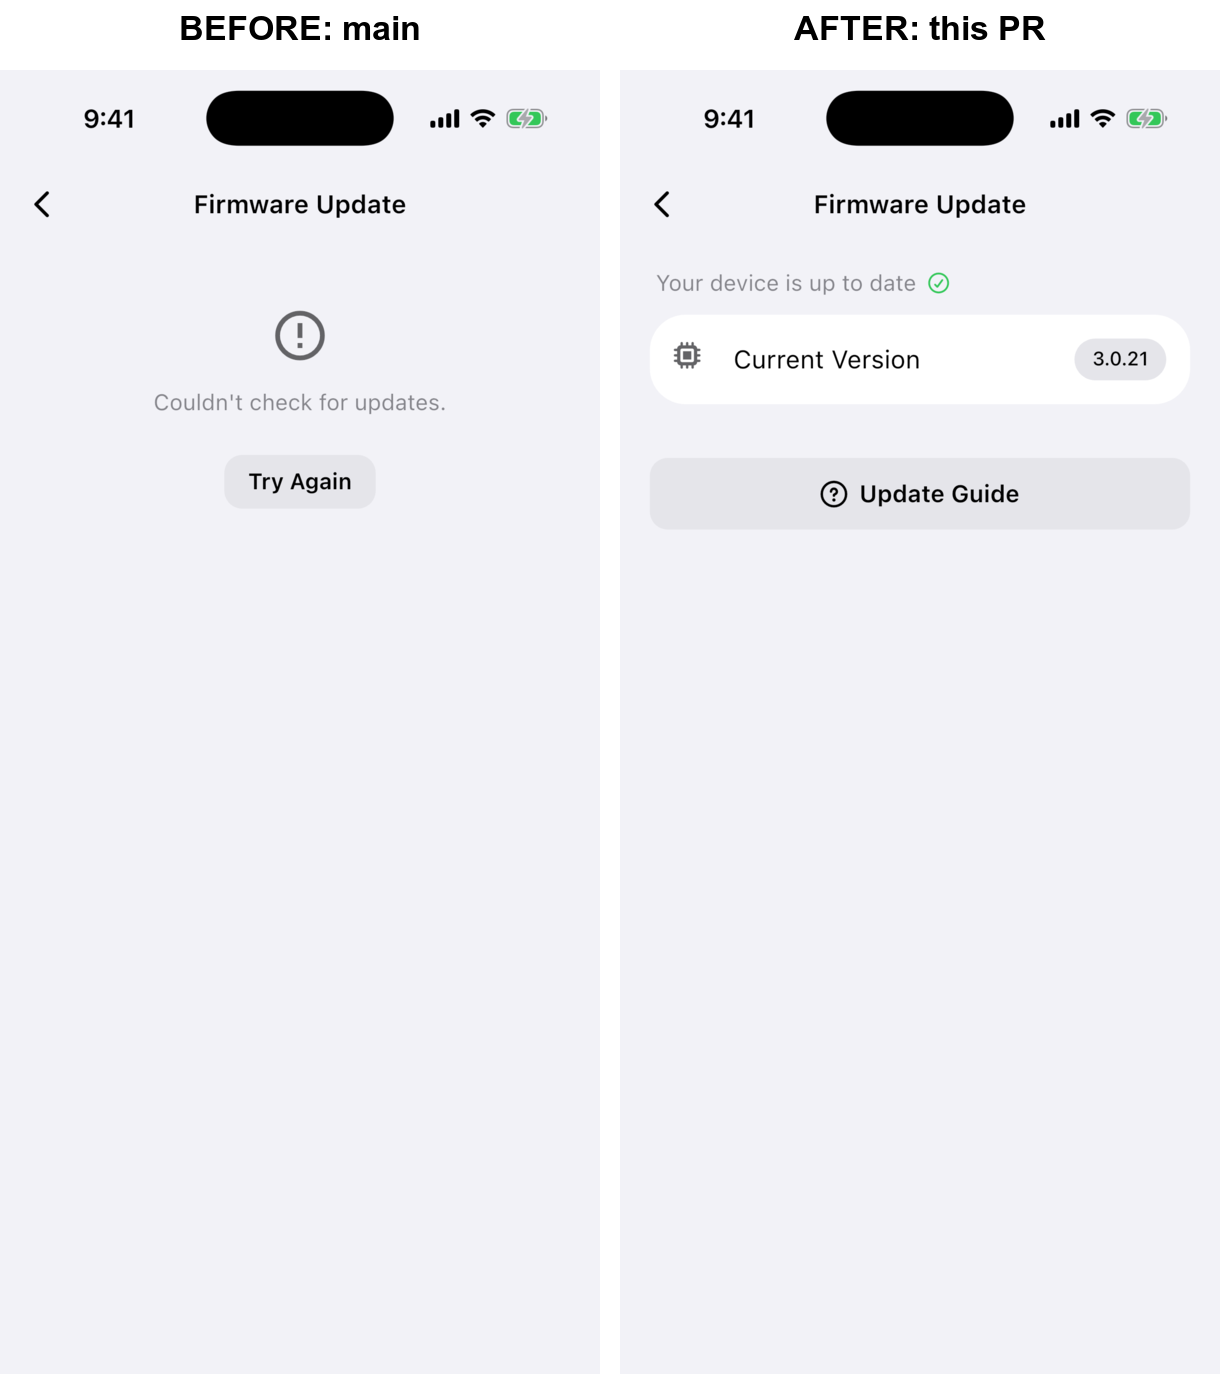 BEFORE: main
9:41
Firmware Update
Couldn't check for updates.
Try Again
AFTER: this PR
9:41
Firmware Update
Your device is up to date
Current Version 3.0.21
Update Guide